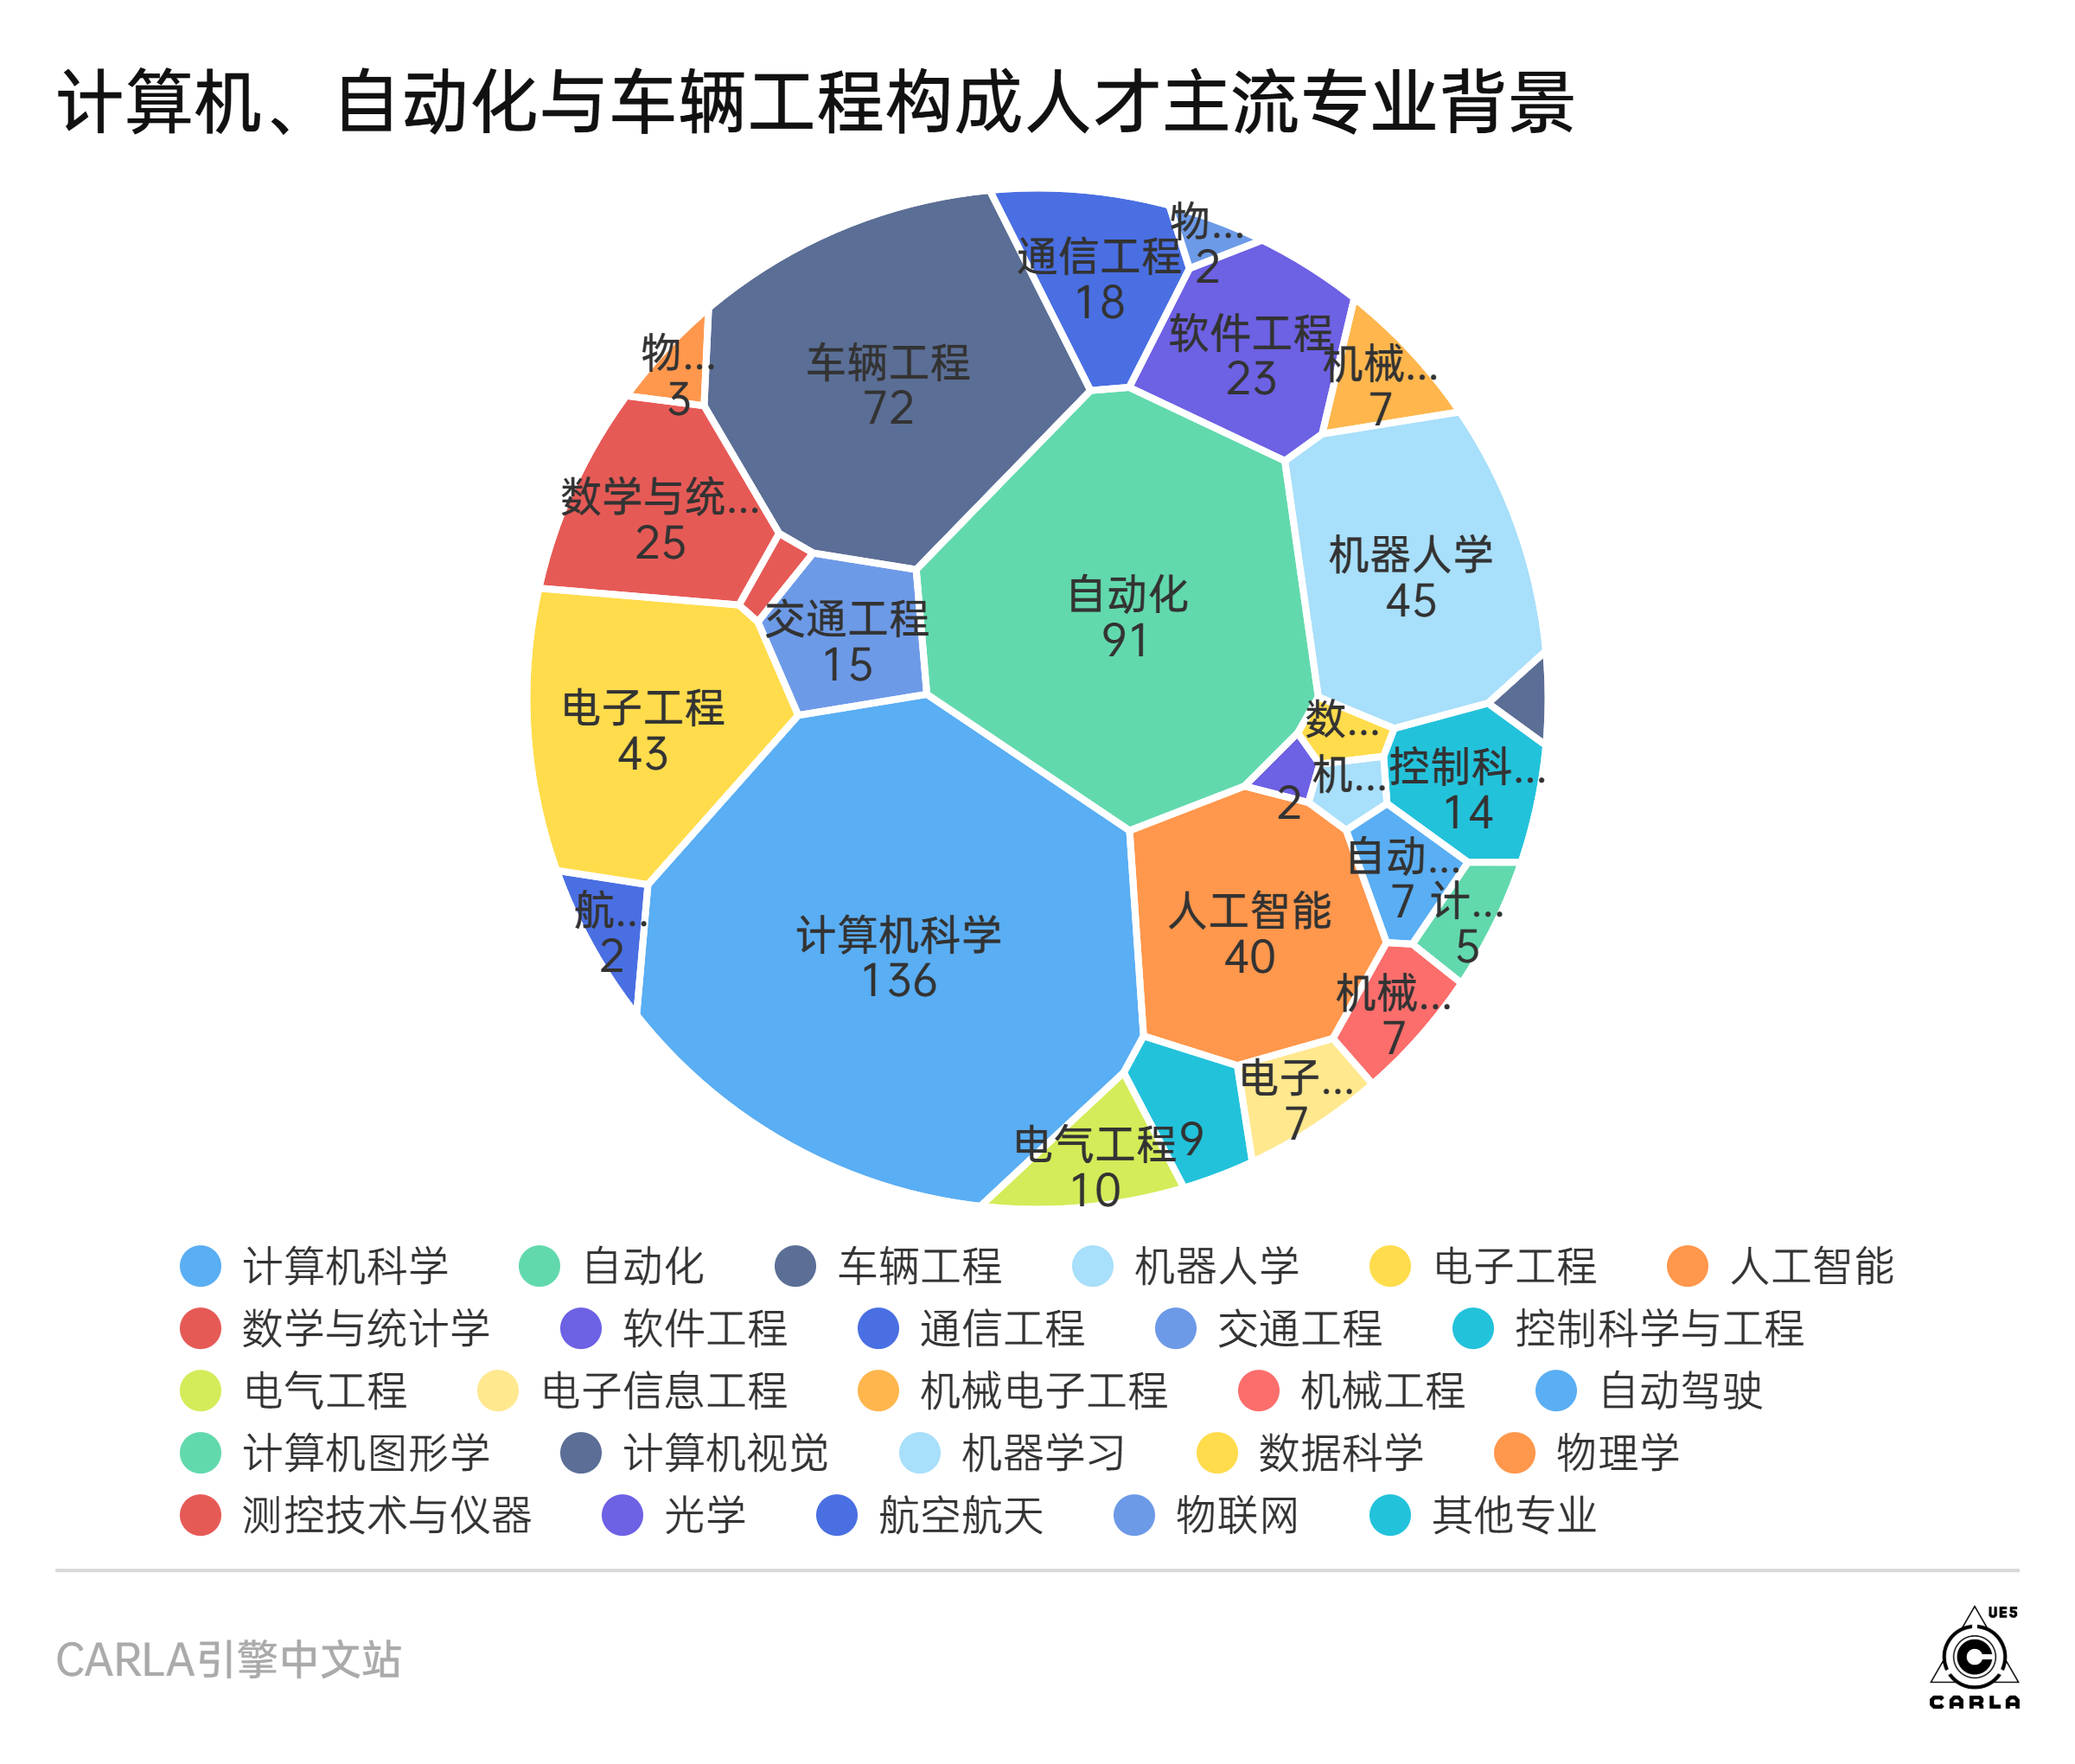 计算机、自动化与车辆工程构成人才主流专业背景
物...
2
通信工程
18
软件工程
23
物...
3
车辆工程
72
机械...
7
数学与统...
25
机器人学
45
自动化
91
交通工程
15
电子工程
43
数...
控制科...
14
机...
2
自动...
7
计...
5
航...
2
计算机科学
136
人工智能
40
机械...
7
电子...
7
电气工程
10
9
计算机科学 自动化 车辆工程 机器人学 电子工程 人工智能
数学与统计学 软件工程 通信工程 交通工程 控制科学与工程
电气工程 电子信息工程 机械电子工程 机械工程 自动驾驶
计算机图形学 计算机视觉 机器学习 数据科学 物理学
测控技术与仪器 光学 航空航天 物联网 其他专业
CARLA引擎中文站
UE5
CARLA